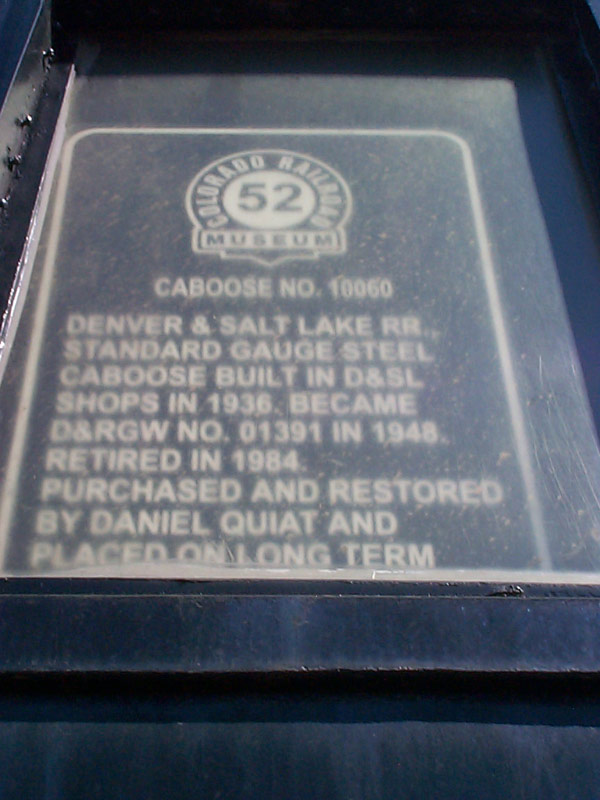 COLORADO RAILROAD
52
MUSEUM
CABOOSE NO. 10060
DENVER & SALT LAKE RR.,
STANDARD GAUGE STEEL
CABOOSE BUILT IN D&SL
SHOPS IN 1936. BECAME
D&RGW NO. 01391 IN 1948.
RETIRED IN 1984.
PURCHASED AND RESTORED
BY DANIEL QUIAT AND
PLACED ON LONG TERM